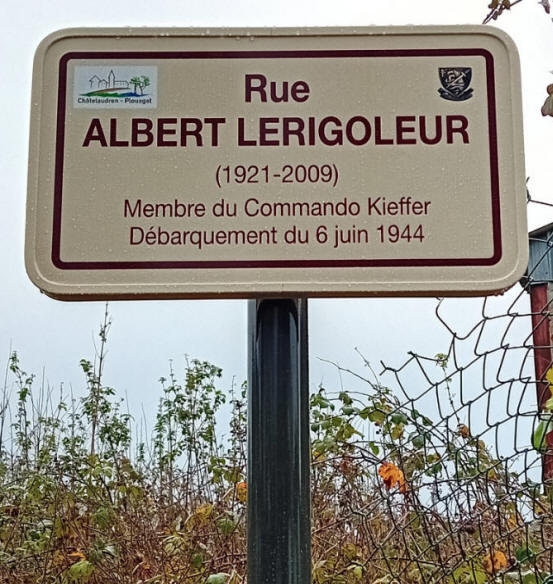 Rue
ALBERT LERIGOLEUR
(1921-2009)
Membre du Commando Kieffer
Débarquement du 6 juin 1944
Châtelaudren - Plouagat